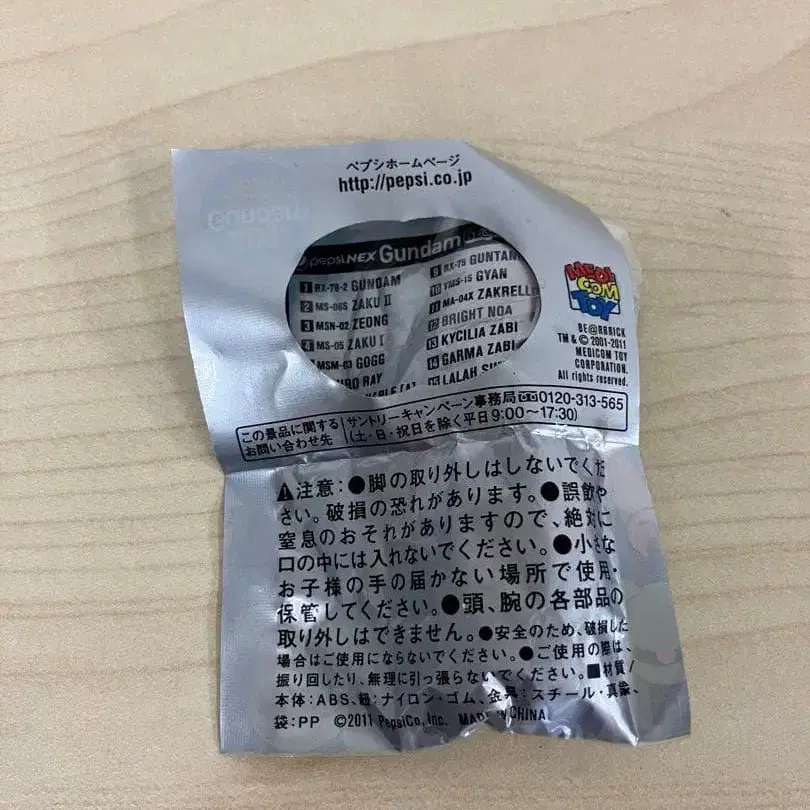 ペプシホームページ
http://pepsi.co.jp
pepsi NEX Gundam
1 RX-78-2 GUNDAM
2 MS-06S ZAKU II
3 MSN-02 ZEONG
4 MS-05 ZAKU I
MSM-03 GOGG
RAY
9 RX-75 GUNTAN
10 YMS-15 GYAN
11 MA-04X ZAKRELL
12 BRIGHT NOA
13 KYCILIA ZABI
14 GARMA ZABI
LALAH
MEDI
COM
TOY
BE@RBRICK
TM & © 2001-2011
MEDICOM TOY
CORPORATION.
All rights reserved.
この景品に関する
お問い合わせ先
サントリーキャンペーン事務局 0120-313-565
(土・日・祝日を除く平日9:00〜17:30)
注意:●脚の取り外しはしないでくだ
さい。破損の恐れがあります。●誤飲や
窒息のおそれがありますので、絶対に
口の中には入れないでください。●小さな
お子様の手の届かない場所で使用・
保管してください。●頭、腕の各部品の
取り外しはできません。●安全のため、破損した
場合はご使用にならないでください。●ご使用の際は、
振り回したり、無理に引っ張らないでください。■材質/
本体:ABS、紐:ナイロン・ゴム、金具:スチール・真鍮、
袋:PP ©2011 PepsiCo, Inc. MADE IN CHINA